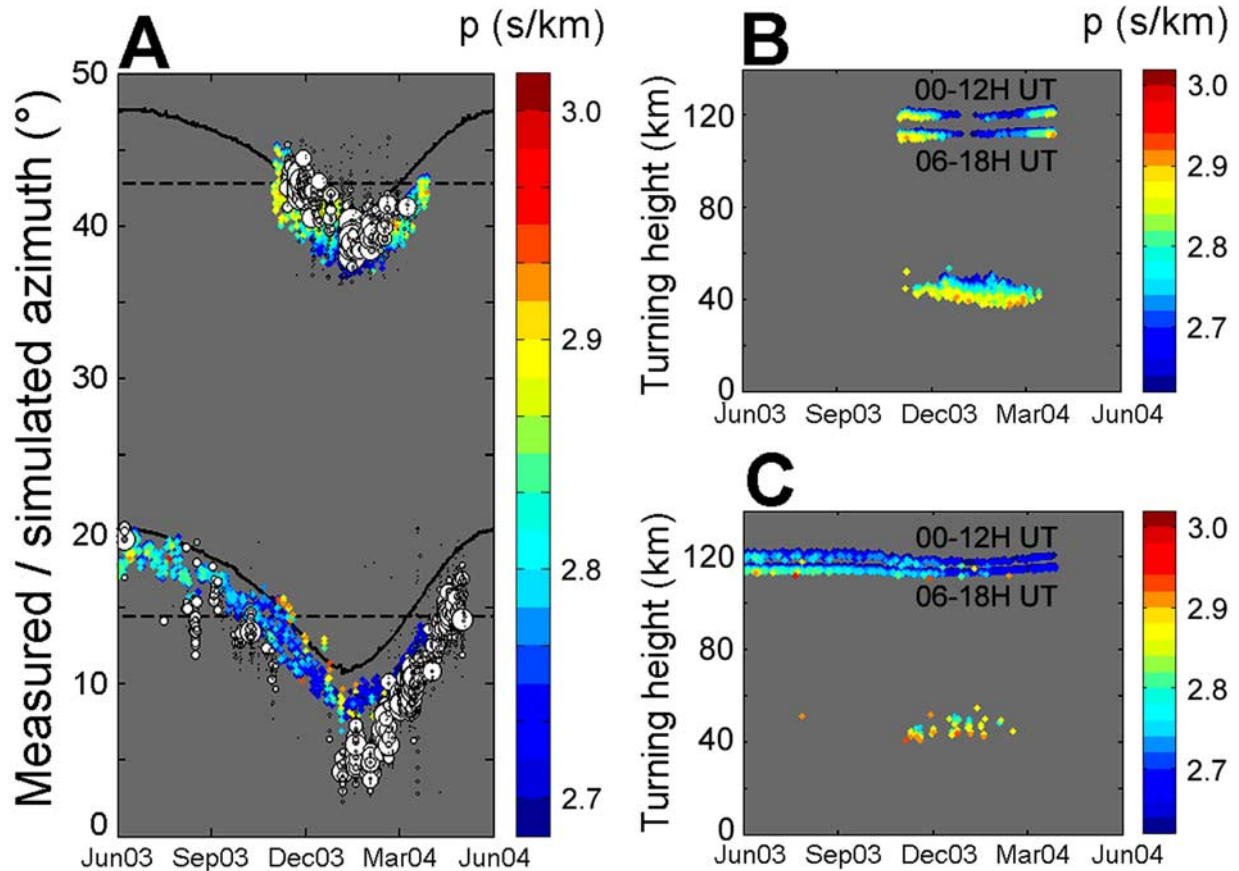 A
p (s/km)
Measured / simulated azimuth (°)
50
40
30
20
10
0
Jun03 Sep03 Dec03 Mar04 Jun04
3.0
2.9
2.8
2.7
B
p (s/km)
Turning height (km)
120
80
40
0
00-12H UT
06-18H UT
Jun03 Sep03 Dec03 Mar04 Jun04
3.0
2.9
2.8
2.7
C
Turning height (km)
120
80
40
0
00-12H UT
06-18H UT
Jun03 Sep03 Dec03 Mar04 Jun04
3.0
2.9
2.8
2.7